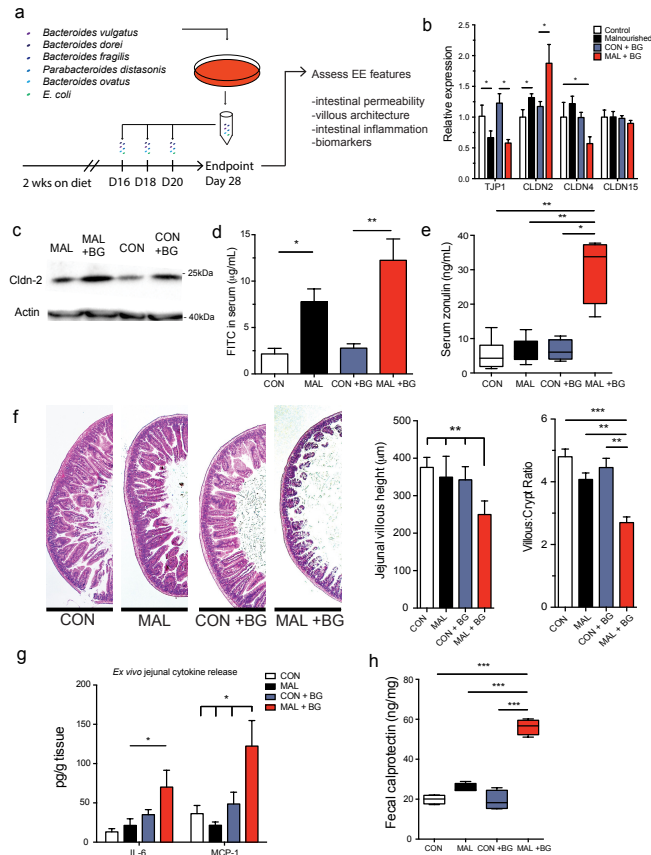 a
Bacteroides vulgatus
Bacteroides dorei
Bacteroides fragilis
Parabacteroides distasonis
Bacteroides ovatus
E. coli
2 wks on diet
D16
D18
D20
Endpoint
Day 28
Assess EE features
-intestinal permeability
-villous architecture
-intestinal inflammation
-biomarkers
b
Relative expression
2.5
2.0
1.5
1.0
0.5
0.0
* * * * *
Control
Malnourished
CON + BG
MAL + BG
TJP1 CLDN2 CLDN4 CLDN15
c
MAL MAL +BG CON CON +BG
Cldn-2
- 25kDa
Actin
- 40kDa
d
FITC in serum (µg/mL)
15
10
5
0
*
**
CON MAL CON +BG MAL +BG
e
Serum zonulin (ng/mL)
40
30
20
10
0
**
**
*
CON MAL CON +BG MAL +BG
f
CON MAL CON +BG MAL +BG
Jejunal villous height (µm)
500
400
300
200
100
0
**
CON MAL CON + BG MAL + BG
Villous:Crypt Ratio
6
4
2
0
***
**
**
CON MAL CON + BG MAL + BG
g
Ex vivo jejunal cytokine release
pg/g tissue
200
150
100
50
0
*
*
CON
MAL
CON + BG
MAL + BG
IL-6 MCP-1
h
Fecal calprotectin (ng/mg)
80
60
40
20
0
***
***
***
CON MAL CON +BG MAL +BG